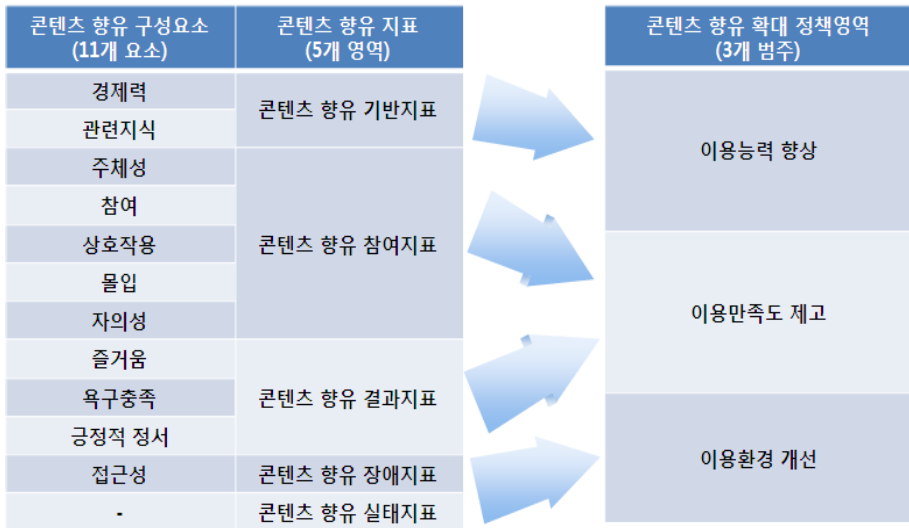 콘텐츠 향유 구성요소
(11개 요소)
콘텐츠 향유 지표
(5개 영역)
콘텐츠 향유 확대 정책영역
(3개 범주)
경제력
관련지식
콘텐츠 향유 기반지표
주체성
참여
상호작용
몰입
자의성
콘텐츠 향유 참여지표
즐거움
욕구충족
긍정적 정서
콘텐츠 향유 결과지표
접근성
콘텐츠 향유 장애지표
-
콘텐츠 향유 실태지표
이용능력 향상
이용만족도 제고
이용환경 개선